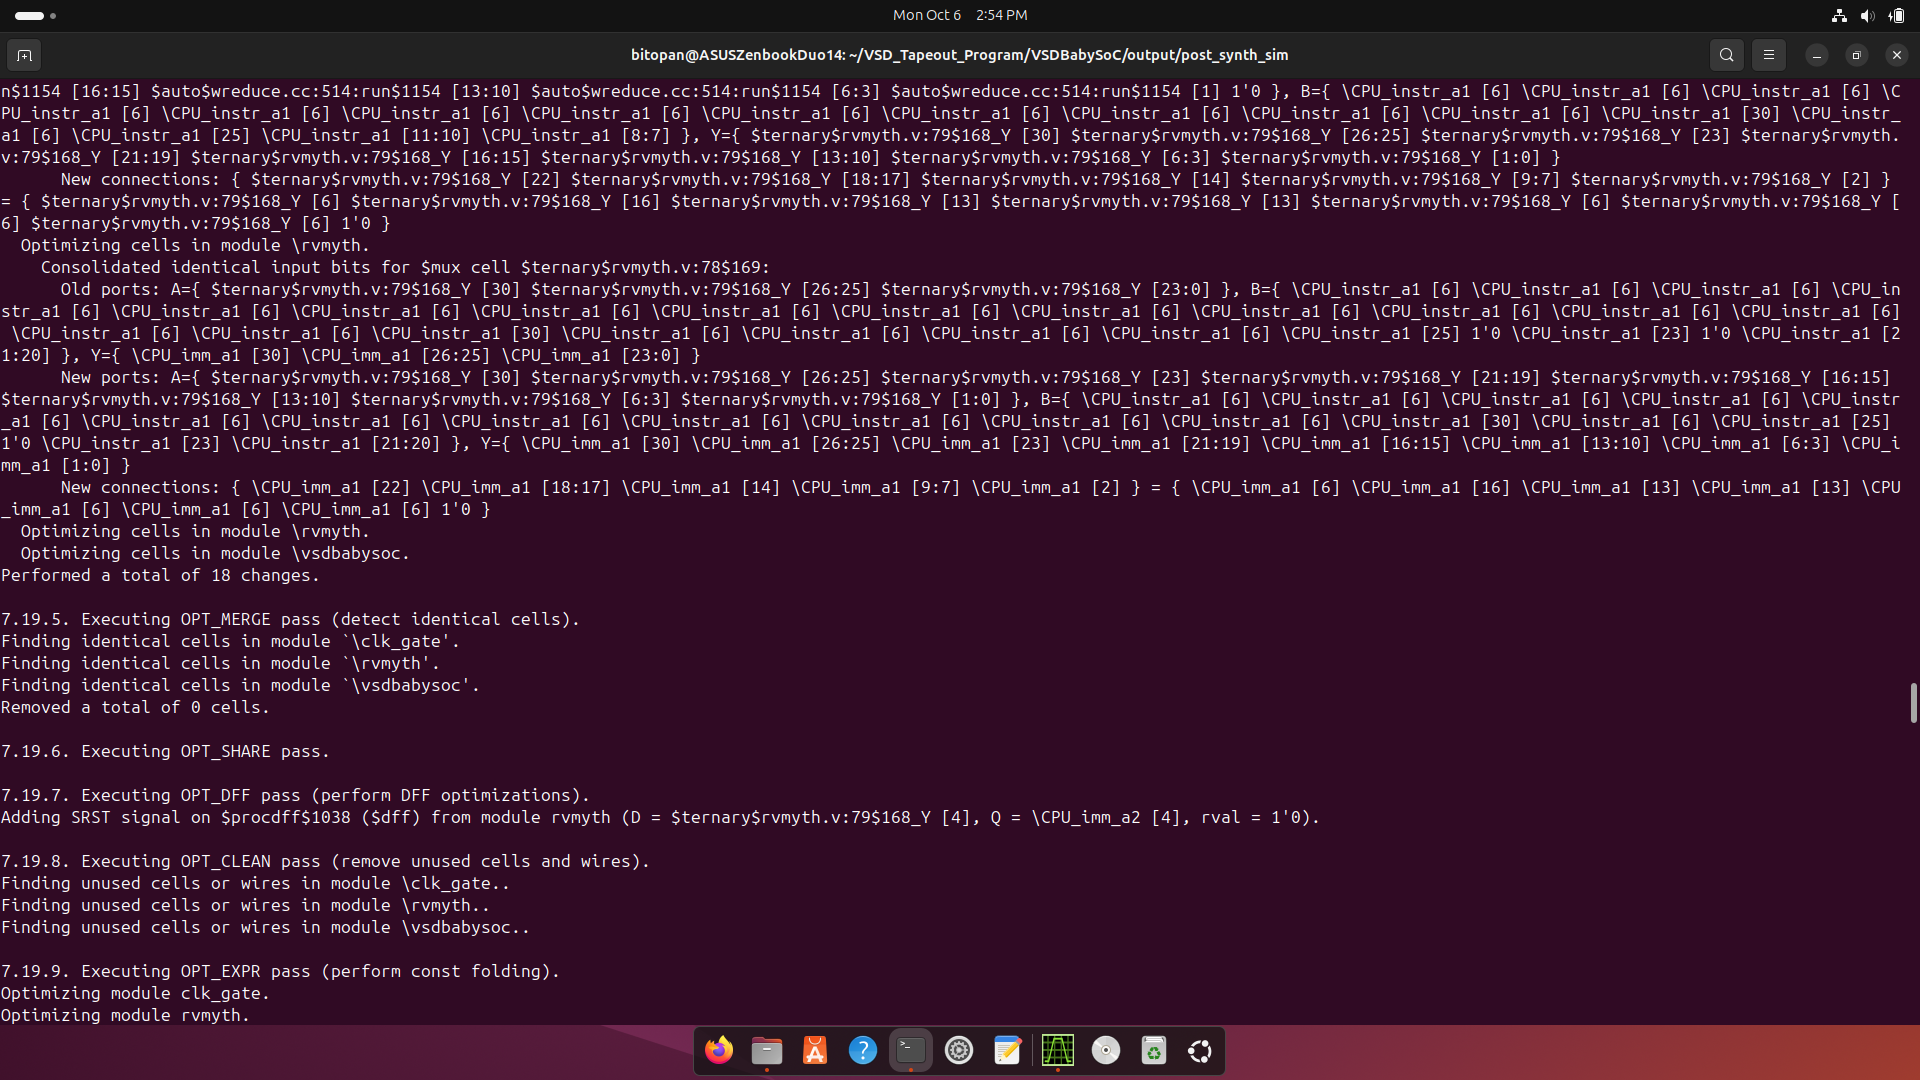 Mon Oct 6 2:54 PM
bitopan@ASUSZenbookDuo14: ~/VSD_Tapeout_Program/VSDBabySoC/output/post_synth_sim
n$1154 [16:15] $auto$wreduce.cc:514:run$1154 [13:10] $auto$wreduce.cc:514:run$1154 [6:3] $auto$wreduce.cc:514:run$1154 [1] 1'0 }, B={ \CPU_instr_a1 [6] \CPU_instr_a1 [6] \CPU_instr_a1 [6] \C
PU_instr_a1 [6] \CPU_instr_a1 [6] \CPU_instr_a1 [6] \CPU_instr_a1 [6] \CPU_instr_a1 [6] \CPU_instr_a1 [6] \CPU_instr_a1 [6] \CPU_instr_a1 [6] \CPU_instr_a1 [6] \CPU_instr_a1 [30] \CPU_instr_
a1 [6] \CPU_instr_a1 [25] \CPU_instr_a1 [11:10] \CPU_instr_a1 [8:7] }, Y={ $ternary$rvmyth.v:79$168_Y [30] $ternary$rvmyth.v:79$168_Y [26:25] $ternary$rvmyth.v:79$168_Y [23] $ternary$rvmyth.
v:79$168_Y [21:19] $ternary$rvmyth.v:79$168_Y [16:15] $ternary$rvmyth.v:79$168_Y [13:10] $ternary$rvmyth.v:79$168_Y [6:3] $ternary$rvmyth.v:79$168_Y [1:0] }
      New connections: { $ternary$rvmyth.v:79$168_Y [22] $ternary$rvmyth.v:79$168_Y [18:17] $ternary$rvmyth.v:79$168_Y [14] $ternary$rvmyth.v:79$168_Y [9:7] $ternary$rvmyth.v:79$168_Y [2] }
= { $ternary$rvmyth.v:79$168_Y [6] $ternary$rvmyth.v:79$168_Y [16] $ternary$rvmyth.v:79$168_Y [13] $ternary$rvmyth.v:79$168_Y [13] $ternary$rvmyth.v:79$168_Y [6] $ternary$rvmyth.v:79$168_Y [
6] $ternary$rvmyth.v:79$168_Y [6] 1'0 }
  Optimizing cells in module \rvmyth.
    Consolidated identical input bits for $mux cell $ternary$rvmyth.v:78$169:
      Old ports: A={ $ternary$rvmyth.v:79$168_Y [30] $ternary$rvmyth.v:79$168_Y [26:25] $ternary$rvmyth.v:79$168_Y [23:0] }, B={ \CPU_instr_a1 [6] \CPU_instr_a1 [6] \CPU_instr_a1 [6] \CPU_in
str_a1 [6] \CPU_instr_a1 [6] \CPU_instr_a1 [6] \CPU_instr_a1 [6] \CPU_instr_a1 [6] \CPU_instr_a1 [6] \CPU_instr_a1 [6] \CPU_instr_a1 [6] \CPU_instr_a1 [6] \CPU_instr_a1 [6] \CPU_instr_a1 [6]
 \CPU_instr_a1 [6] \CPU_instr_a1 [6] \CPU_instr_a1 [30] \CPU_instr_a1 [6] \CPU_instr_a1 [6] \CPU_instr_a1 [6] \CPU_instr_a1 [6] \CPU_instr_a1 [25] 1'0 \CPU_instr_a1 [23] 1'0 \CPU_instr_a1 [2
1:20] }, Y={ \CPU_imm_a1 [30] \CPU_imm_a1 [26:25] \CPU_imm_a1 [23:0] }
      New ports: A={ $ternary$rvmyth.v:79$168_Y [30] $ternary$rvmyth.v:79$168_Y [26:25] $ternary$rvmyth.v:79$168_Y [23] $ternary$rvmyth.v:79$168_Y [21:19] $ternary$rvmyth.v:79$168_Y [16:15]
$ternary$rvmyth.v:79$168_Y [13:10] $ternary$rvmyth.v:79$168_Y [6:3] $ternary$rvmyth.v:79$168_Y [1:0] }, B={ \CPU_instr_a1 [6] \CPU_instr_a1 [6] \CPU_instr_a1 [6] \CPU_instr_a1 [6] \CPU_instr
_a1 [6] \CPU_instr_a1 [6] \CPU_instr_a1 [6] \CPU_instr_a1 [6] \CPU_instr_a1 [6] \CPU_instr_a1 [6] \CPU_instr_a1 [6] \CPU_instr_a1 [6] \CPU_instr_a1 [30] \CPU_instr_a1 [6] \CPU_instr_a1 [25]
1'0 \CPU_instr_a1 [23] \CPU_instr_a1 [21:20] }, Y={ \CPU_imm_a1 [30] \CPU_imm_a1 [26:25] \CPU_imm_a1 [23] \CPU_imm_a1 [21:19] \CPU_imm_a1 [16:15] \CPU_imm_a1 [13:10] \CPU_imm_a1 [6:3] \CPU_i
mm_a1 [1:0] }
      New connections: { \CPU_imm_a1 [22] \CPU_imm_a1 [18:17] \CPU_imm_a1 [14] \CPU_imm_a1 [9:7] \CPU_imm_a1 [2] } = { \CPU_imm_a1 [6] \CPU_imm_a1 [16] \CPU_imm_a1 [13] \CPU_imm_a1 [13] \CPU
_imm_a1 [6] \CPU_imm_a1 [6] \CPU_imm_a1 [6] 1'0 }
  Optimizing cells in module \rvmyth.
  Optimizing cells in module \vsdbabysoc.
Performed a total of 18 changes.

7.19.5. Executing OPT_MERGE pass (detect identical cells).
Finding identical cells in module `\clk_gate'.
Finding identical cells in module `\rvmyth'.
Finding identical cells in module `\vsdbabysoc'.
Removed a total of 0 cells.

7.19.6. Executing OPT_SHARE pass.

7.19.7. Executing OPT_DFF pass (perform DFF optimizations).
Adding SRST signal on $procdff$1038 ($dff) from module rvmyth (D = $ternary$rvmyth.v:79$168_Y [4], Q = \CPU_imm_a2 [4], rval = 1'0).

7.19.8. Executing OPT_CLEAN pass (remove unused cells and wires).
Finding unused cells or wires in module \clk_gate..
Finding unused cells or wires in module \rvmyth..
Finding unused cells or wires in module \vsdbabysoc..

7.19.9. Executing OPT_EXPR pass (perform const folding).
Optimizing module clk_gate.
Optimizing module rvmyth.